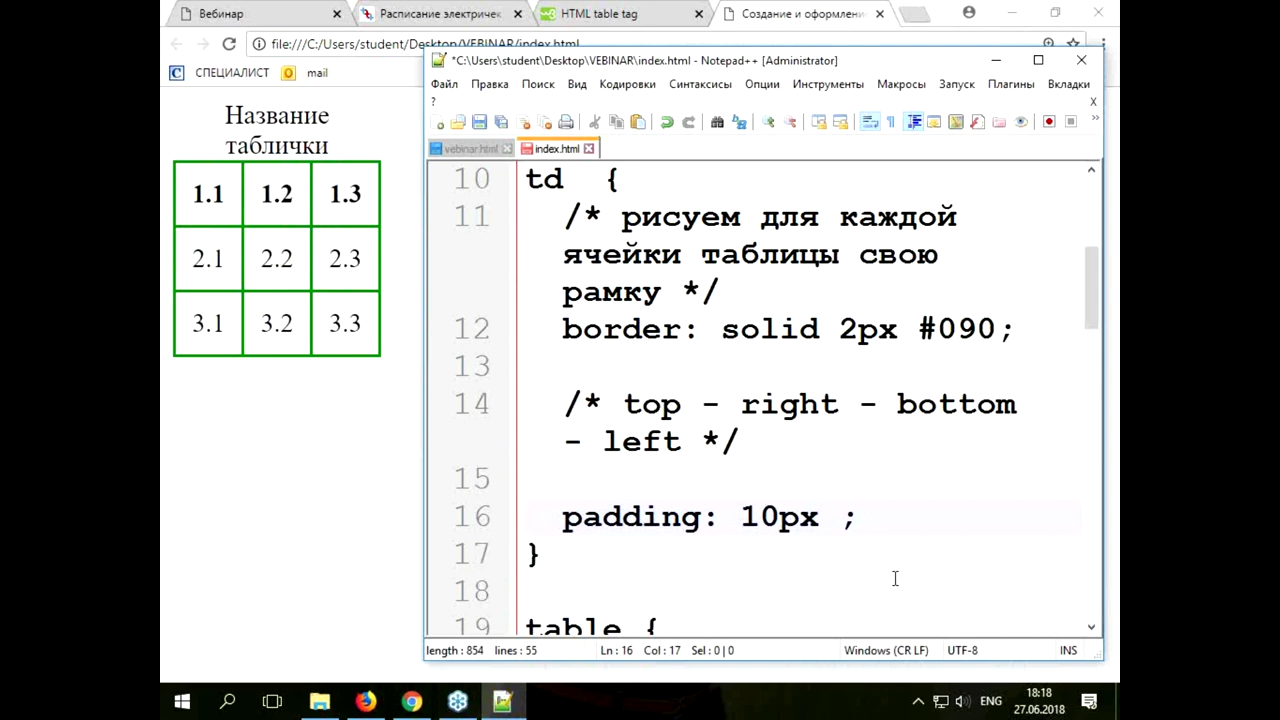 Вебинар
Расписание электричек
HTML table tag
Создание и оформлени
file:///C:/Users/student/Desktop/VEBINAR/index.html
C СПЕЦИАЛИСТ
mail
Название
таблички
1.1 1.2 1.3
2.1 2.2 2.3
3.1 3.2 3.3
*C:\Users\student\Desktop\VEBINAR\index.html - Notepad++ [Administrator]
Файл Правка Поиск Вид Кодировки Синтаксисы Опции Инструменты Макросы Запуск Плагины Вкладки
? X
vebinar.html index.html
10 td {
11 /* рисуем для каждой
ячейки таблицы свою
рамку */
12 border: solid 2px #090;
13
14 /* top - right - bottom
- left */
15
16 padding: 10px ;
17 }
18
19 table {
length : 854 lines : 55 Ln : 16 Col : 17 Sel : 0 | 0 Windows (CR LF) UTF-8 INS
ENG
18:18
27.06.2018